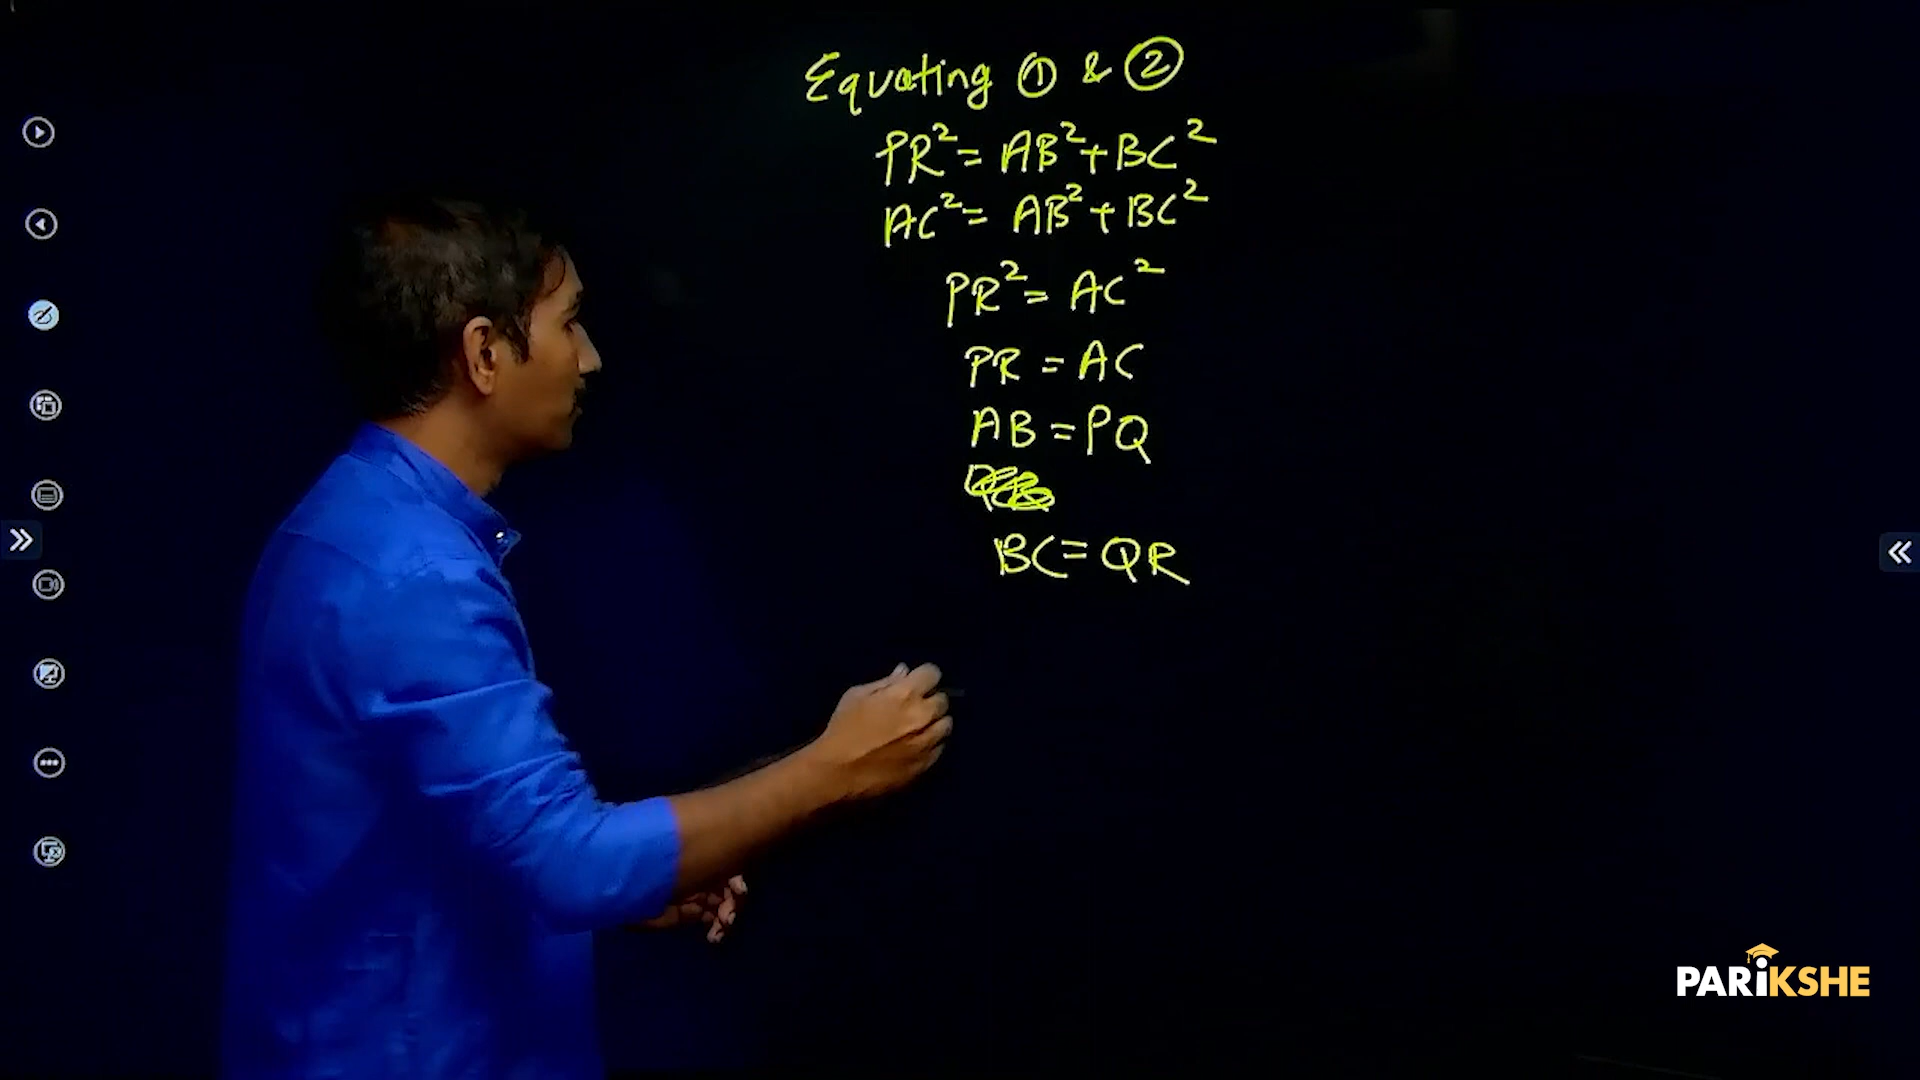 Equating ① & ②
PR² = AB² + BC²
AC² = AB² + BC²
PR² = AC²
PR = AC
AB = PQ
BC = QR
PARIKSHE